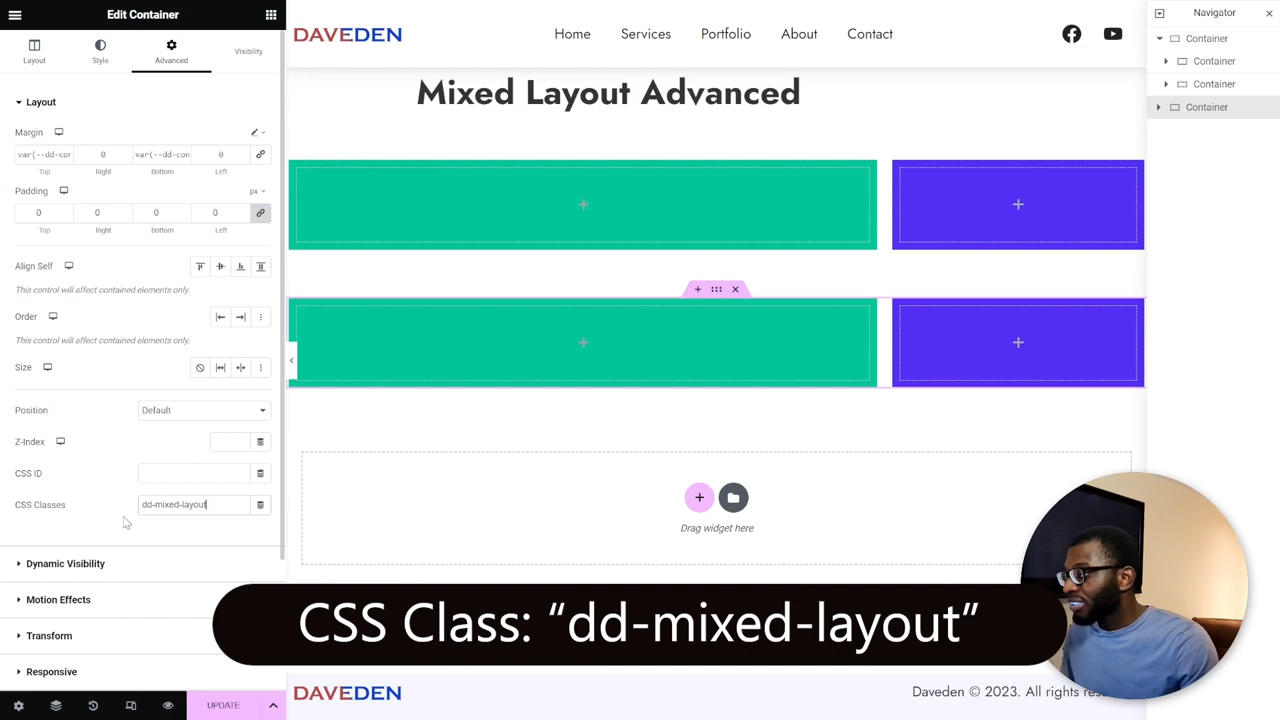 Edit Container
Layout
Style
Advanced
Visibility
Layout
Margin
var(--dd-cor
0
var(--dd-con
0
Top
Right
Bottom
Left
Padding
px
0
0
0
0
Top
Right
Bottom
Left
Align Self
This control will affect contained elements only.
Order
This control will affect contained elements only.
Size
Position
Default
Z-Index
CSS ID
CSS Classes
dd-mixed-layout
Dynamic Visibility
Motion Effects
Transform
Responsive
UPDATE
DAVEDEN
Home
Services
Portfolio
About
Contact
Mixed Layout Advanced
Drag widget here
CSS Class: “dd-mixed-layout”
DAVEDEN
Daveden © 2023. All rights
Navigator
Container
Container
Container
Container